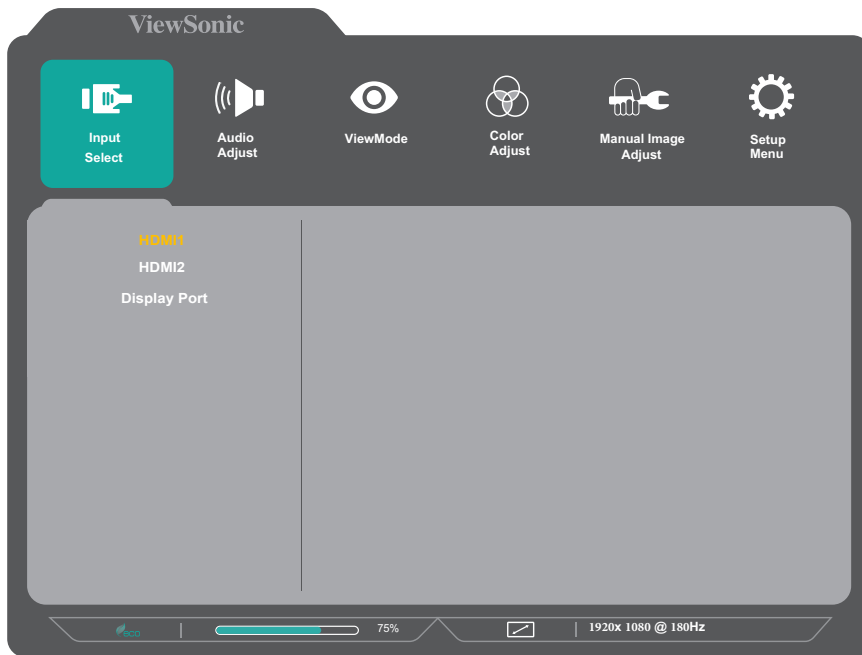 ViewSonic
Input
Select
Audio
Adjust
ViewMode
Color
Adjust
Manual Image
Adjust
Setup
Menu
HDMI1
HDMI2
Display Port
eco
75%
1920x 1080 @ 180Hz